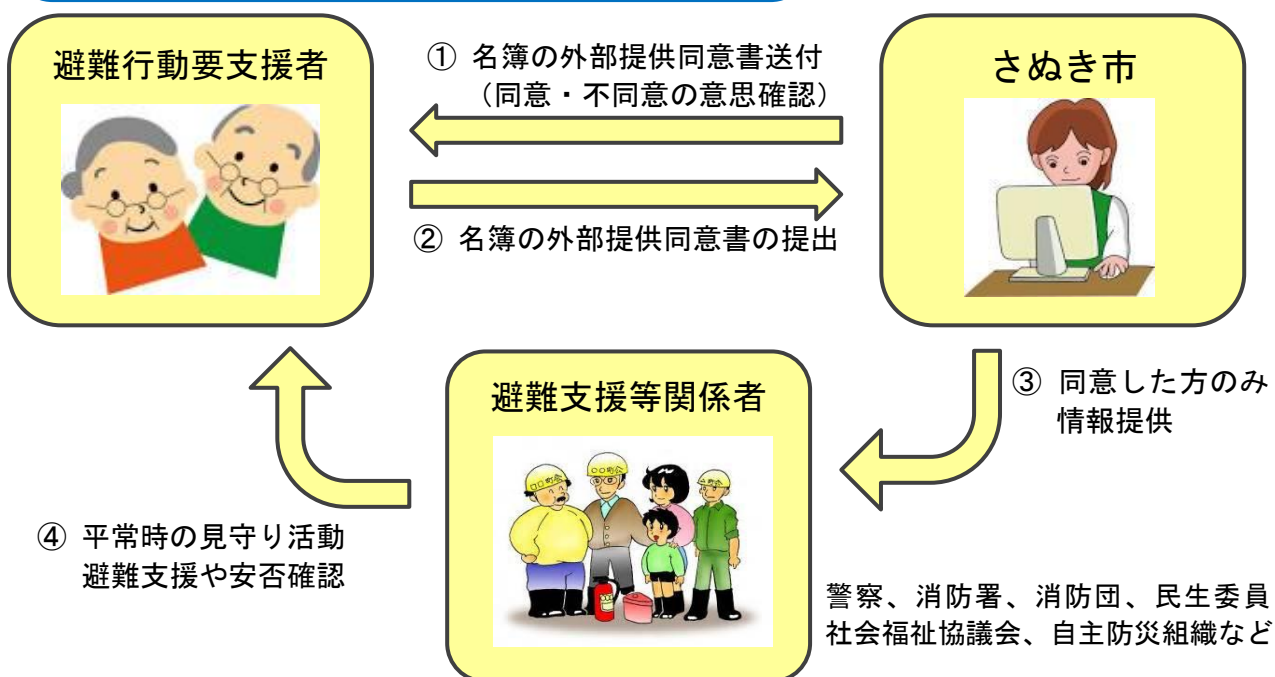 避難行動要支援者
① 名簿の外部提供同意書送付
（同意・不同意の意思確認）
② 名簿の外部提供同意書の提出
さぬき市
③ 同意した方のみ
情報提供
避難支援等関係者
④ 平常時の見守り活動
避難支援や安否確認
警察、消防署、消防団、民生委員
社会福祉協議会、自主防災組織など